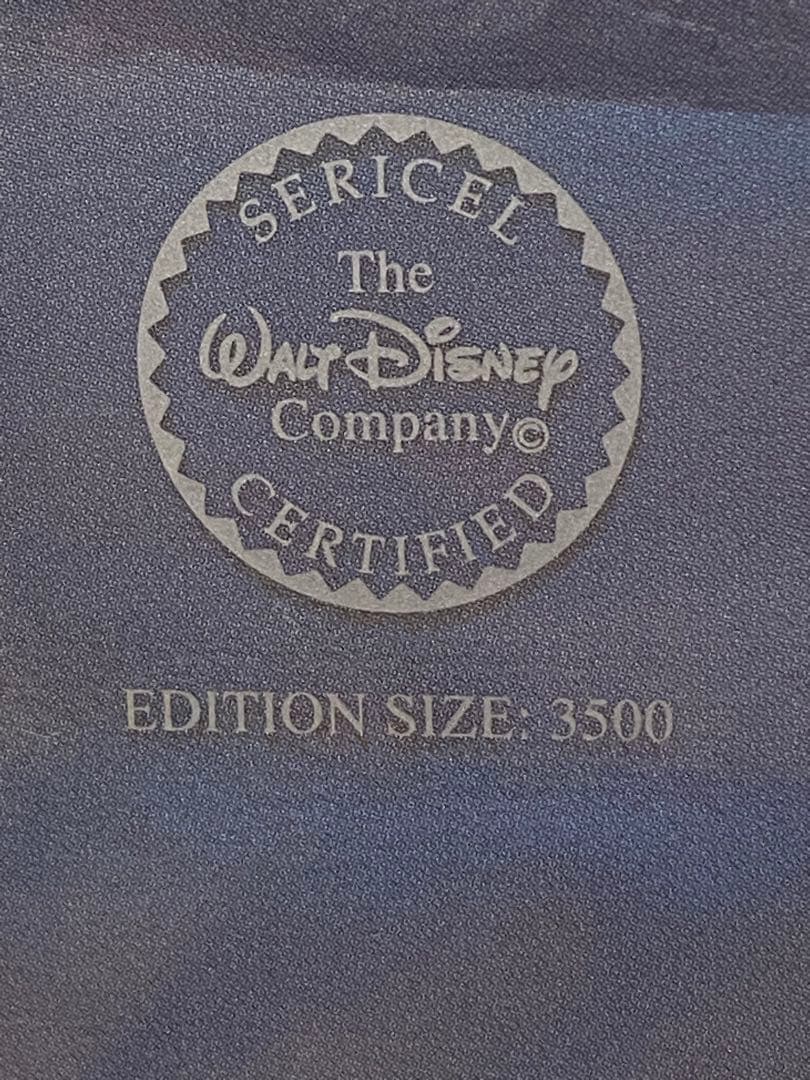 SERICEL
The
WALT DISNEY
Company©
CERTIFIED
EDITION SIZE: 3500